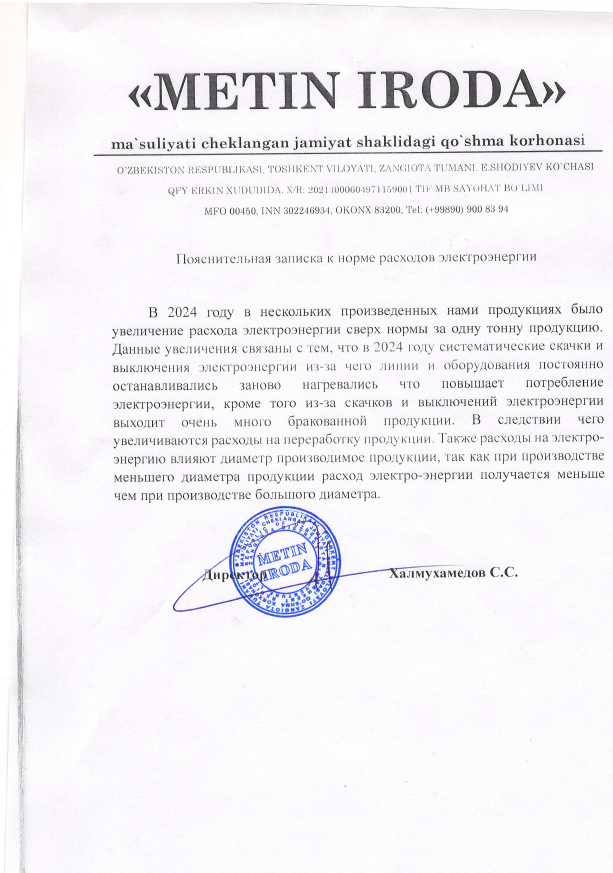 «METIN IRODA»
ma`suliyati cheklangan jamiyat shaklidagi qo`shma korhonasi
O`ZBEKISTON RESPUBLIKASI, TOSHKENT VILOYATI, ZANGIOTA TUMANI, E.SHODIYEV KO`CHASI
QFY ERKIN XUDUDIDA, X/R: 20214000604971159001 TIF MB SAYOHAT BO`LIMI
MFO 00450, INN 302246934, OKONX 83200, Tel: (+99890) 900 83 94
Пояснительная записка к норме расходов электроэнергии
В 2024 году в нескольких произведенных нами продукциях было
увеличение расхода электроэнергии сверх нормы за одну тонну продукцию.
Данные увеличения связаны с тем, что в 2024 году систематические скачки и
выключения электроэнергии из-за чего линии и оборудования постоянно
останавливались заново нагревались что повышает потребление
электроэнергии, кроме того из-за скачков и выключений электроэнергии
выходит очень много бракованной продукции. В следствии чего
увеличиваются расходы на переработку продукции. Также расходы на электро-
энергию влияют диаметр производимое продукции, так как при производстве
меньшего диаметра продукции расход электро-энергии получается меньше
чем при производстве большого диаметра.
Директор Халмухамедов С.С.
METIN
IRODA